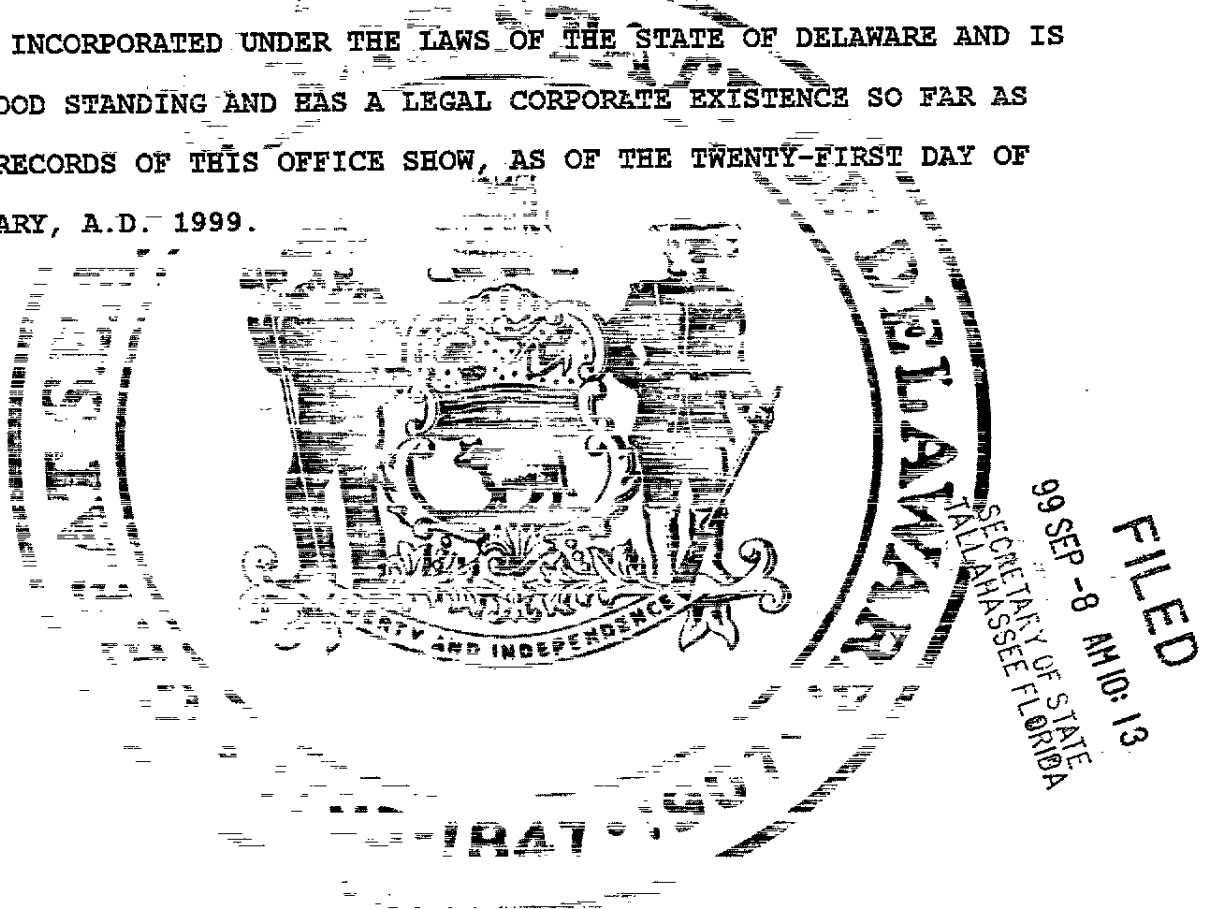 INCORPORATED UNDER THE LAWS OF THE STATE OF DELAWARE AND IS
OOD STANDING AND HAS A LEGAL CORPORATE EXISTENCE SO FAR AS
RECORDS OF THIS OFFICE SHOW, AS OF THE TWENTY-FIRST DAY OF
ARY, A.D. 1999.
DELAWARE
ERTY AND INDEPENDENCE
FILED
99 SEP -8 AM 10: 13
SECRETARY OF STATE
TALLAHASSEE FLORIDA